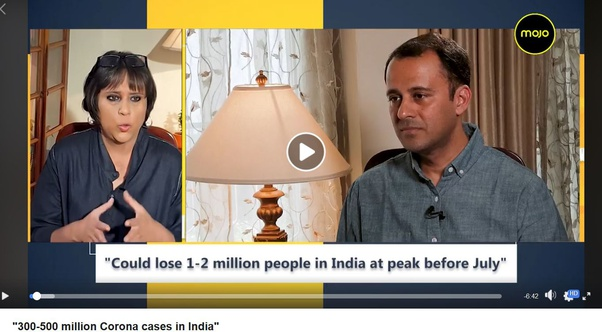 mojo
"Could lose 1-2 million people in India at peak before July"
-6:42 HD
"300-500 million Corona cases in India"